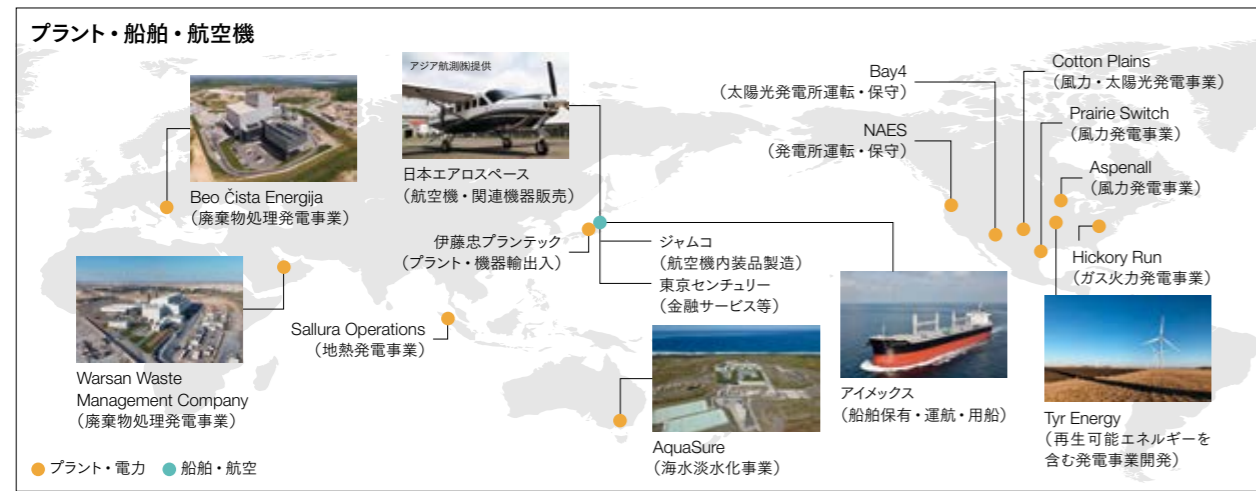 プラント・船舶・航空機
アジア航測㈱提供
Beo Čista Energija
（廃棄物処理発電事業）
日本エアロスペース
（航空機・関連機器販売）
Bay4
（太陽光発電所運転・保守）
NAES
（発電所運転・保守）
Cotton Plains
（風力・太陽光発電事業）
Prairie Switch
（風力発電事業）
Aspenall
（風力発電事業）
Hickory Run
（ガス火力発電事業）
伊藤忠プランテック
（プラント・機器輸出入）
ジャムコ
（航空機内装品製造）
東京センチュリー
（金融サービス等）
Sallura Operations
（地熱発電事業）
Warsan Waste
Management Company
（廃棄物処理発電事業）
AquaSure
（海水淡水化事業）
アイメックス
（船舶保有・運航・用船）
Tyr Energy
（再生可能エネルギーを
含む発電事業開発）
プラント・電力 船舶・航空